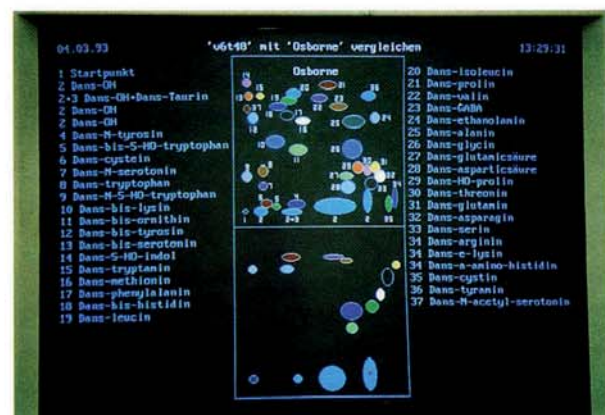 04.03.93
'v6t48' mit 'Osborne' vergleichen
13:29:31
1 Startpunkt
2 Dans-OH
2+3 Dans-OH+Dans-Taurin
2 Dans-OH
2 Dans-OH
4 Dans-N-tyrosin
5 Dans-bis-5-HO-tryptophan
6 Dans-cystein
7 Dans-N-serotonin
8 Dans-tryptophan
9 Dans-N-5-HO-tryptophan
10 Dans-bis-lysin
11 Dans-bis-ornithin
12 Dans-bis-tyrosin
13 Dans-bis-serotonin
14 Dans-5-HO-indol
15 Dans-tryptamin
16 Dans-methionin
17 Dans-phenylalanin
18 Dans-bis-histidin
19 Dans-leucin
Osborne
20 Dans-isoleucin
21 Dans-prolin
22 Dans-valin
23 Dans-GABA
24 Dans-ethanolamin
25 Dans-alanin
26 Dans-glycin
27 Dans-glutamicsäure
28 Dans-asparticsäure
29 Dans-HO-prolin
30 Dans-threonin
31 Dans-glutamin
32 Dans-asparagin
33 Dans-serin
34 Dans-arginin
34 Dans-e-lysin
34 Dans-a-amino-histidin
35 Dans-cystin
36 Dans-tyramin
37 Dans-N-acetyl-serotonin